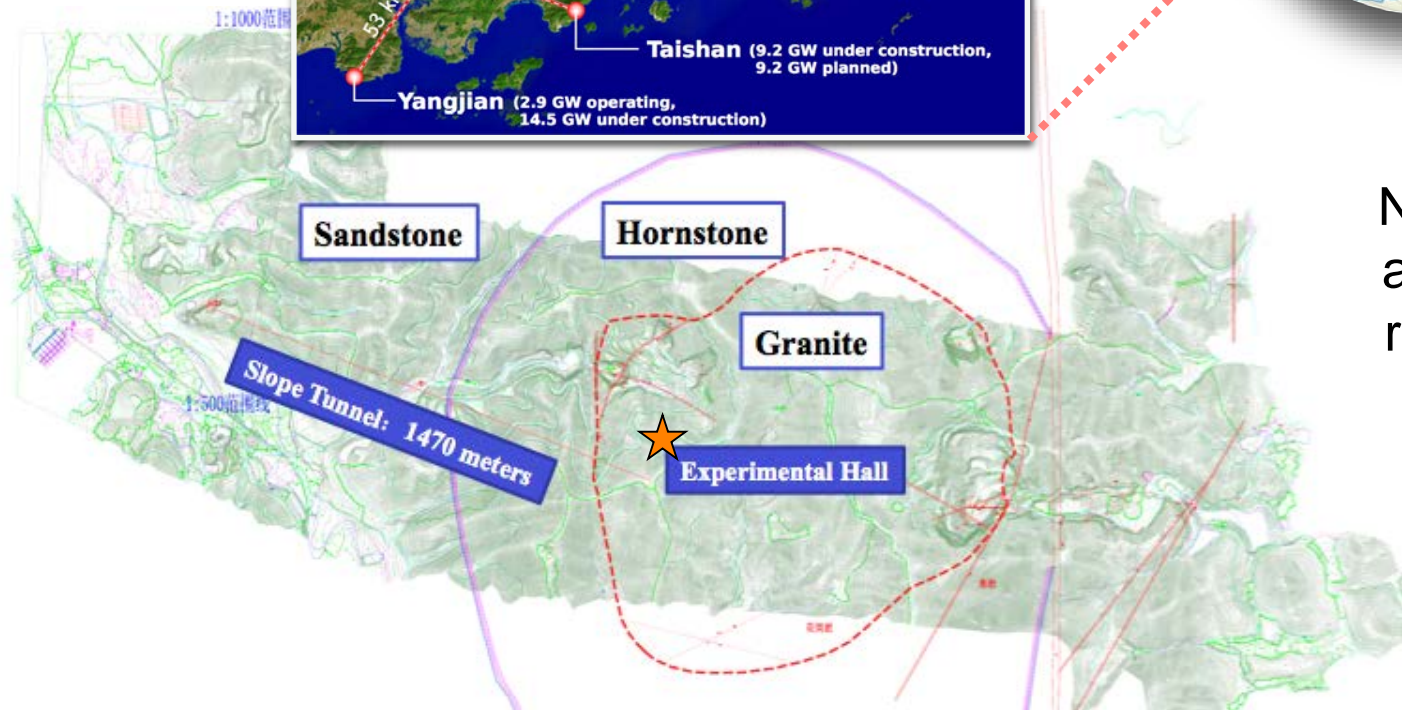 1:1000范围
53 k
Taishan (9.2 GW under construction,
9.2 GW planned)
Yangjian (2.9 GW operating,
14.5 GW under construction)
N
a
r
Sandstone
Hornstone
Granite
Slope Tunnel: 1470 meters
1:500范围线
Experimental Hall